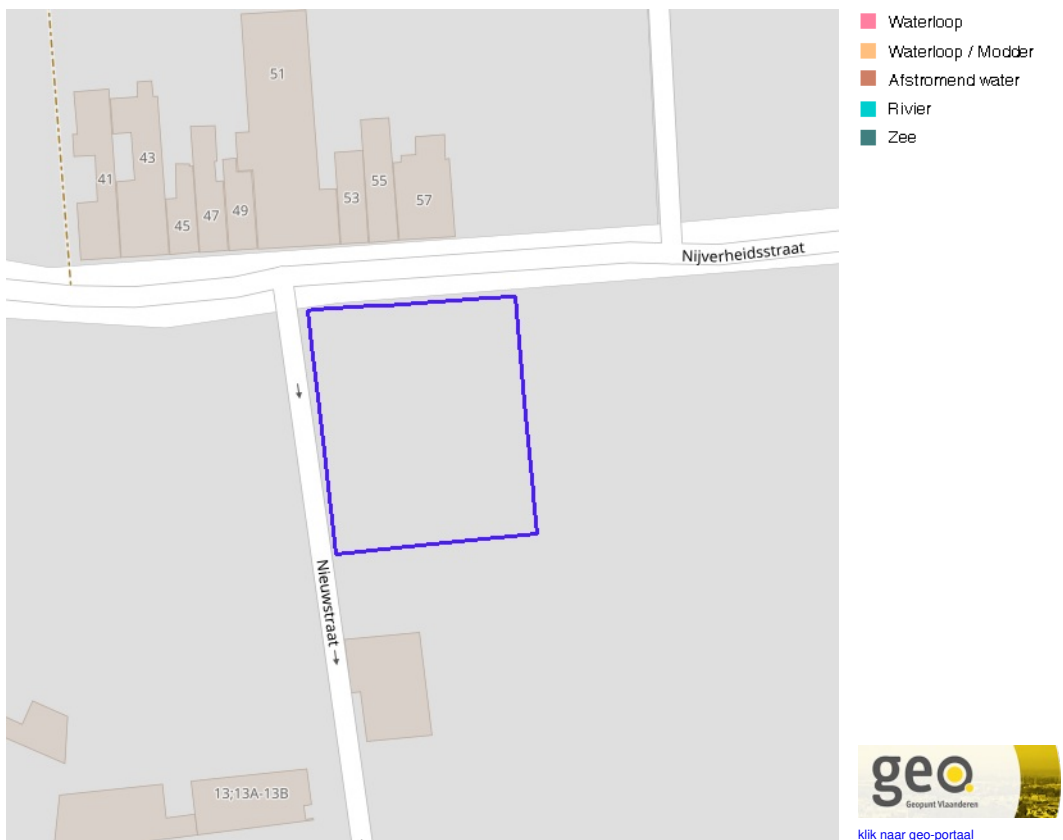 51
43
41
45
47
49
53
55
57
Nijverheidsstraat
Nieuwstraat
13;13A-13B
Waterloop
Waterloop / Modder
Afstromend water
Rivier
Zee
geo.
Geopunt Vlaanderen
klik naar geo-portaal